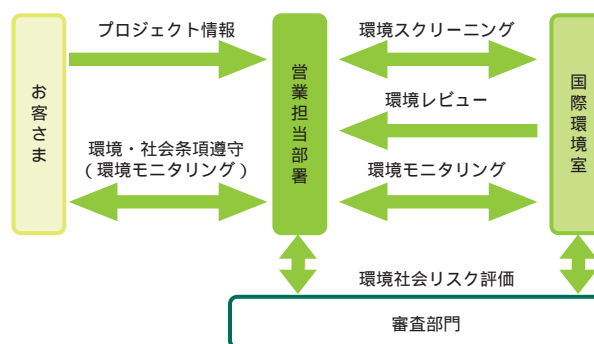 プロジェクト情報
環境スクリーニング
お客さま
営業担当部署
国際環境室
環境レビュー
環境・社会条項遵守
(環境モニタリング)
環境モニタリング
環境社会リスク評価
審査部門